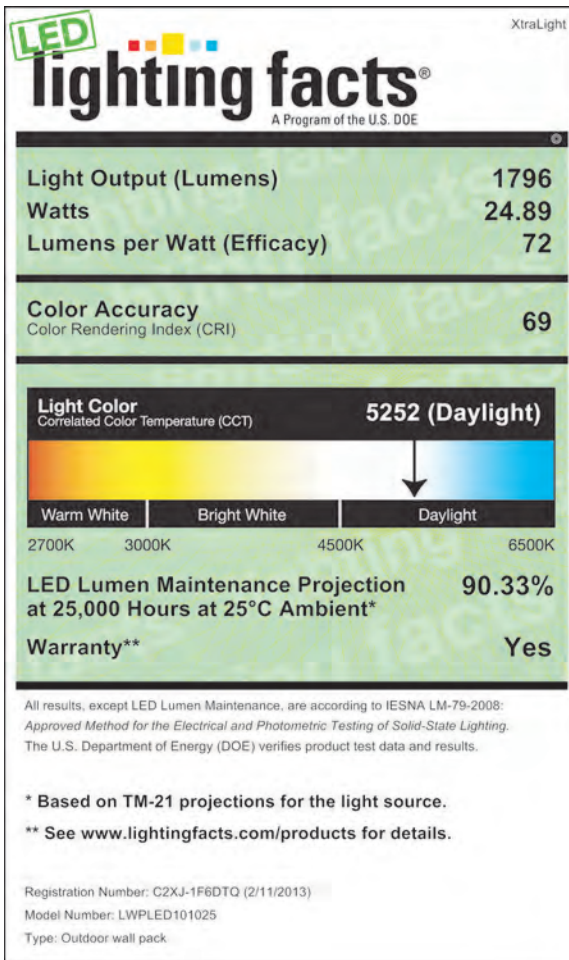 XtraLight
LED
lighting facts®
A Program of the U.S. DOE
Light Output (Lumens) 1796
Watts 24.89
Lumens per Watt (Efficacy) 72
Color Accuracy
Color Rendering Index (CRI) 69
Light Color
Correlated Color Temperature (CCT) 5252 (Daylight)
Warm White Bright White Daylight
2700K 3000K 4500K 6500K
LED Lumen Maintenance Projection
at 25,000 Hours at 25°C Ambient* 90.33%
Warranty** Yes
All results, except LED Lumen Maintenance, are according to IESNA LM-79-2008:
Approved Method for the Electrical and Photometric Testing of Solid-State Lighting.
The U.S. Department of Energy (DOE) verifies product test data and results.
* Based on TM-21 projections for the light source.
** See www.lightingfacts.com/products for details.
Registration Number: C2XJ-1F6DTQ (2/11/2013)
Model Number: LWPLED101025
Type: Outdoor wall pack